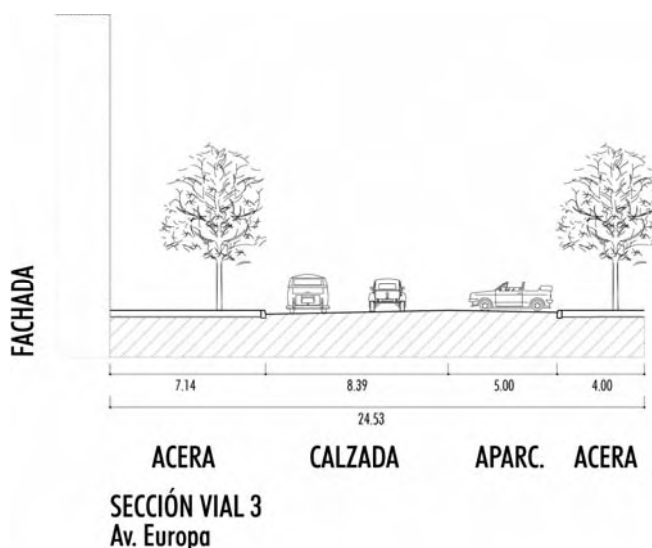 FACHADA
7.14 8.39 5.00 4.00
24.53
ACERA CALZADA APARC. ACERA
SECCIÓN VIAL 3
Av. Europa